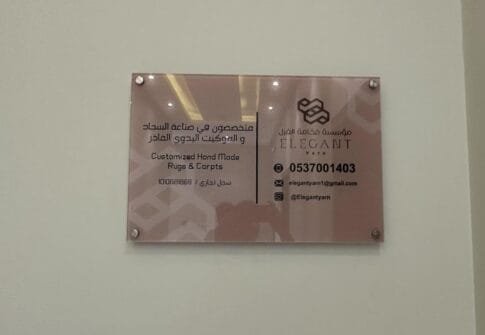 متخصصون في صناعة السجاد
و الموكيت اليدوي الفاخر
Customized Hand Made
Rugs & Carpts
سجل تجاري /
مؤسسة فخامة الغزل
ELEGANT
Yarn
0537001403
elegantyarn1@gmail.com
@Elegantyarn